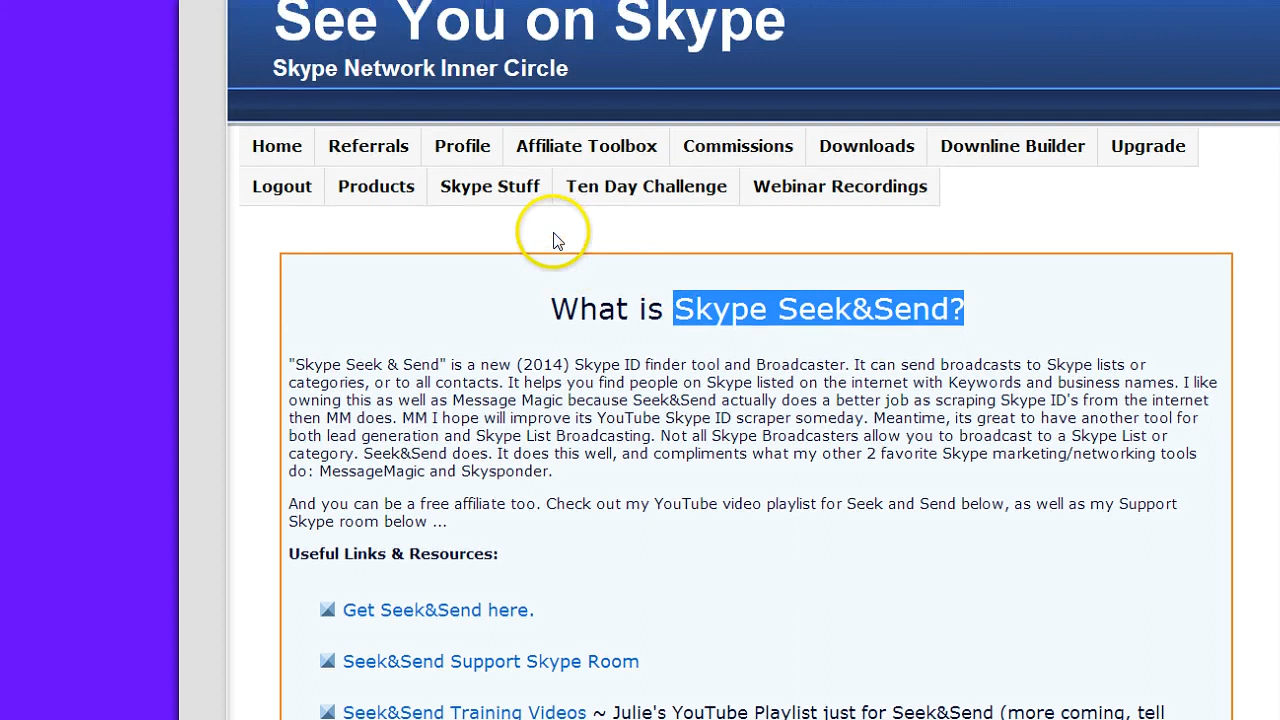 See You on Skype
Skype Network Inner Circle
Home Referrals Profile Affiliate Toolbox Commissions Downloads Downline Builder Upgrade
Logout Products Skype Stuff Ten Day Challenge Webinar Recordings
What is Skype Seek&Send?
"Skype Seek & Send" is a new (2014) Skype ID finder tool and Broadcaster. It can send broadcasts to Skype lists or
categories, or to all contacts. It helps you find people on Skype listed on the internet with Keywords and business names. I like
owning this as well as Message Magic because Seek&Send actually does a better job as scraping Skype ID's from the internet
then MM does. MM I hope will improve its YouTube Skype ID scraper someday. Meantime, its great to have another tool for
both lead generation and Skype List Broadcasting. Not all Skype Broadcasters allow you to broadcast to a Skype List or
category. Seek&Send does. It does this well, and compliments what my other 2 favorite Skype marketing/networking tools
do: MessageMagic and Skysponder.
And you can be a free affiliate too. Check out my YouTube video playlist for Seek and Send below, as well as my Support
Skype room below ...
Useful Links & Resources:
Get Seek&Send here.
Seek&Send Support Skype Room
Seek&Send Training Videos ~ Julie's YouTube Playlist just for Seek&Send (more coming, tell